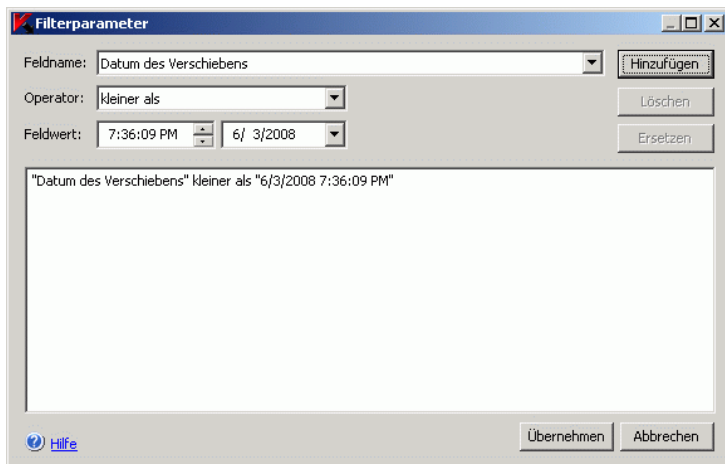 Filterparameter
Feldname: Datum des Verschiebens Hinzufügen
Operator: kleiner als Löschen
Feldwert: 7:36:09 PM 6/ 3/2008 Ersetzen
"Datum des Verschiebens" kleiner als "6/3/2008 7:36:09 PM"
Hilfe Übernehmen Abbrechen